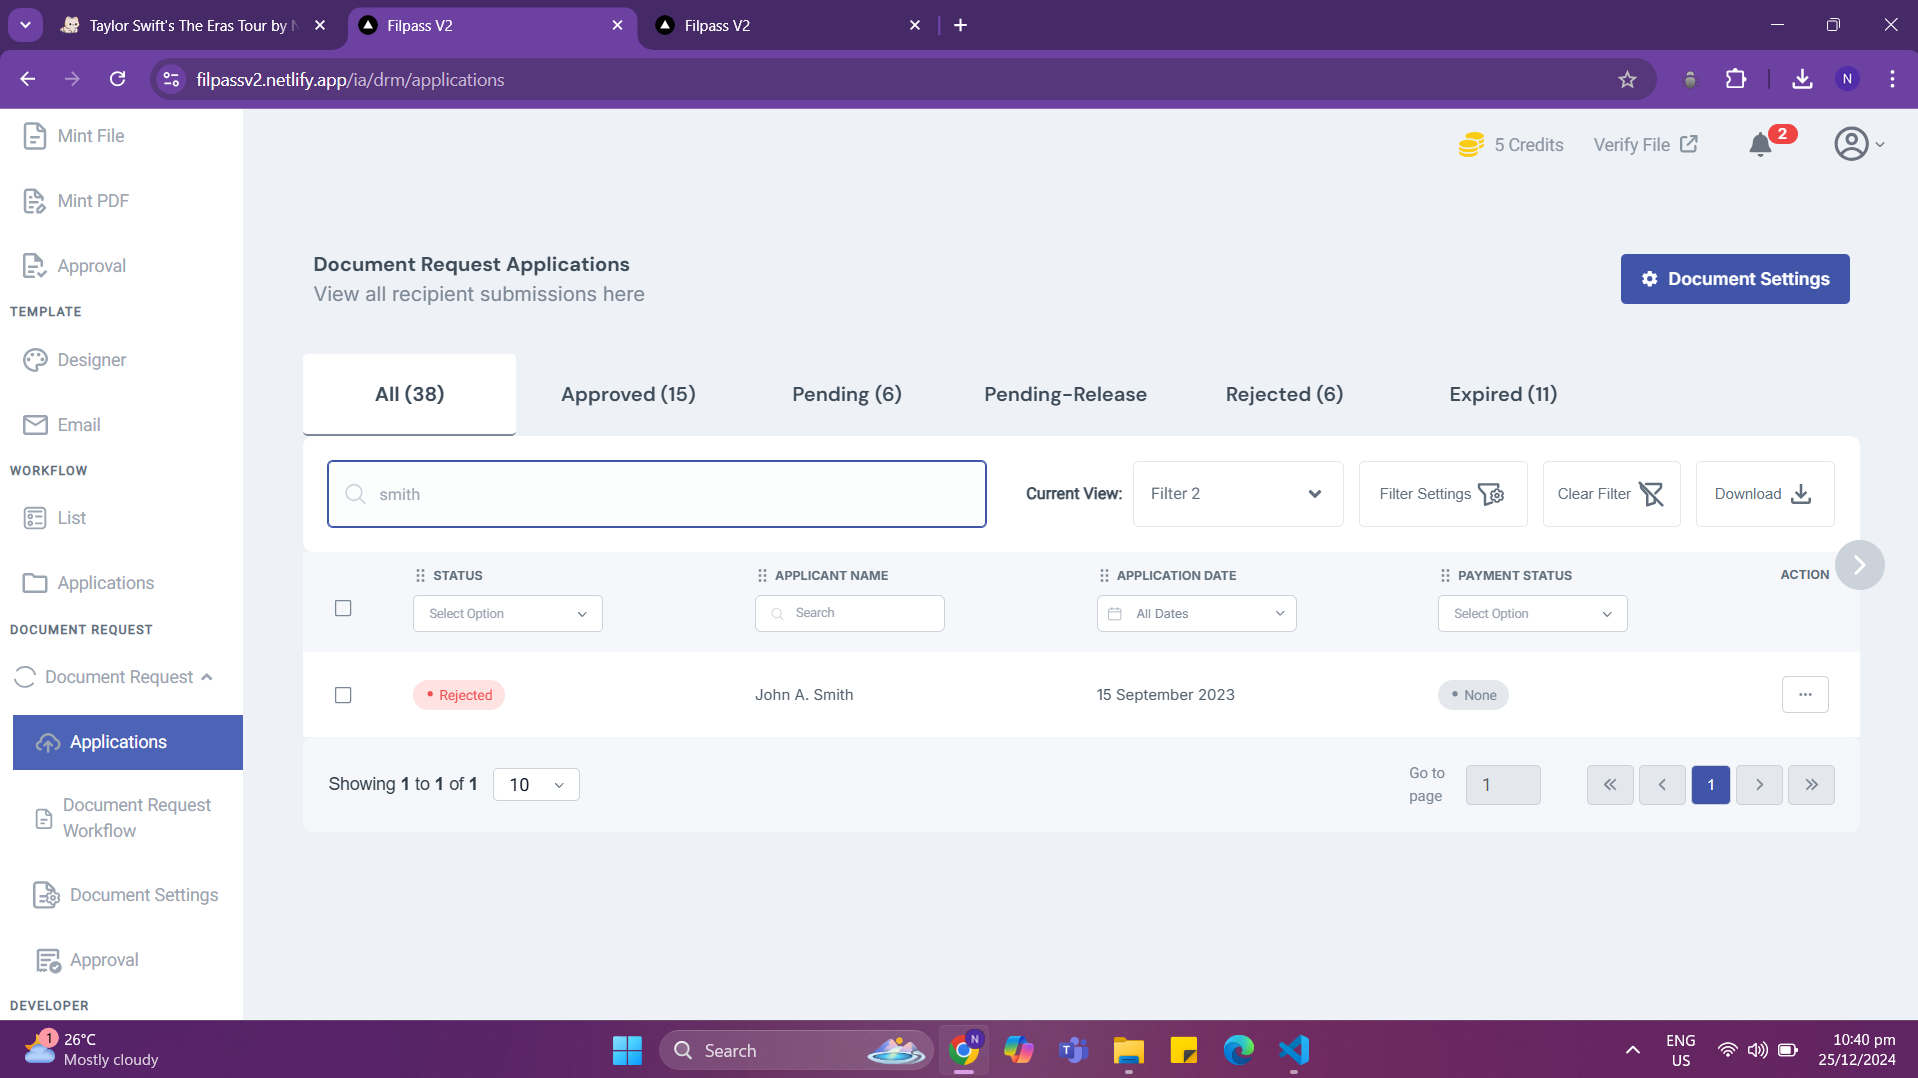 Taylor Swift's The Eras Tour by
Filpass V2
Filpass V2
filpassv2.netlify.app/ia/drm/applications
N
Mint File
Mint PDF
Approval
TEMPLATE
Designer
Email
WORKFLOW
List
Applications
DOCUMENT REQUEST
Document Request
Applications
Document Request
Workflow
Document Settings
Approval
DEVELOPER
5 Credits
Verify File
2
Document Request Applications
View all recipient submissions here
Document Settings
All (38)
Approved (15)
Pending (6)
Pending-Release
Rejected (6)
Expired (11)
smith
Current View:
Filter 2
Filter Settings
Clear Filter
Download
STATUS
APPLICANT NAME
APPLICATION DATE
PAYMENT STATUS
ACTION
Select Option
Search
All Dates
Select Option
Rejected
John A. Smith
15 September 2023
None
...
Showing 1 to 1 of 1
10
Go to
page
1
1
1
26°C
Mostly cloudy
Search
N
ENG
US
10:40 pm
25/12/2024